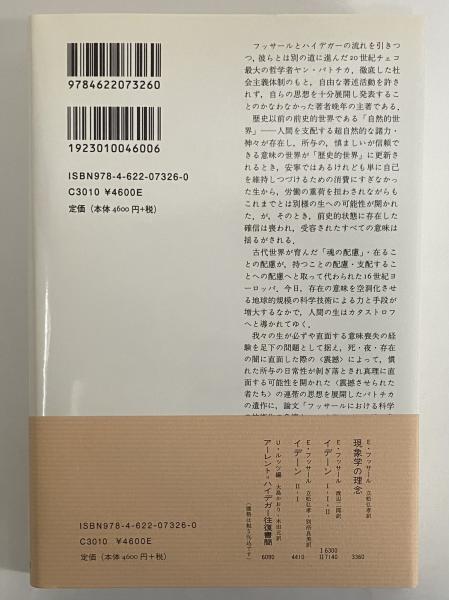 フッサールとハイデガーの流れを引きつ
つ,彼らとは別の道に進んだ20世紀チェコ
最大の哲学者ヤン・パトチカ,徹底した社
会主義体制のもと,自由な著述活動を許さ
れず,自らの思想を十分展開し発表するこ
とのかなわなかった著者晩年の主著である.
歴史以前の前史的世界である「自然的世
界」──人間を支配する超自然的な諸力・
神々が存在し,所与の,慎ましいが信頼で
きる意味の世界が「歴史的世界」に更新さ
れるとき,安寧ではあるけれども単に自己
を維持しつづけるための消費にすぎなかっ
た生から,労働の重荷を担わされながらも
これまでとは別様の生への可能性が開かれ
た.が,そのとき,前史的状態に存在した
確信は喪われ,受容されたすべての意味は
揺るがされる.
古代世界が育んだ「魂の配慮」・在るこ
との配慮が,持つことの配慮・支配するこ
とへの配慮へと取って代わられた16世紀ヨ
ーロッパ.今日,存在の意味を空洞化させ
る地球的規模の科学技術による力と手段が
増大するなかで,人間の生はカタストロフ
へと導かれてゆく.
我々の生が必ずや直面する意味喪失の経
験を足下の問題として据え,死・夜・存在
の闇に直面した際の〈震撼〉によって,慣
れた所与の日常性が剝ぎ落とされ真理に直
面する可能性を開かれた〈震撼させられた
者たち〉の連帯の思想を展開したパトチカ
の遺作に,論文「フッサールにおける科学
9784622073260
1923010046006
ISBN978-4-622-07326-0
C3010 ¥4600E
定価 (本体 4600円+税)
E・フッサール 立松弘孝訳
現象学の理念
3360
E・フッサール 渡辺二郎訳
イデーン I・I・II
I 6300
II 7140
E・フッサール 立松弘孝・別所良美訳
イデーン II・I
4410
U・ルッツ編 大島かおり・木田元訳
アーレント=ハイデガー往復書簡
6090
(価格は税5%込です)
ISBN978-4-622-07326-0
C3010 ¥4600E
定価 (本体 4600円+税)